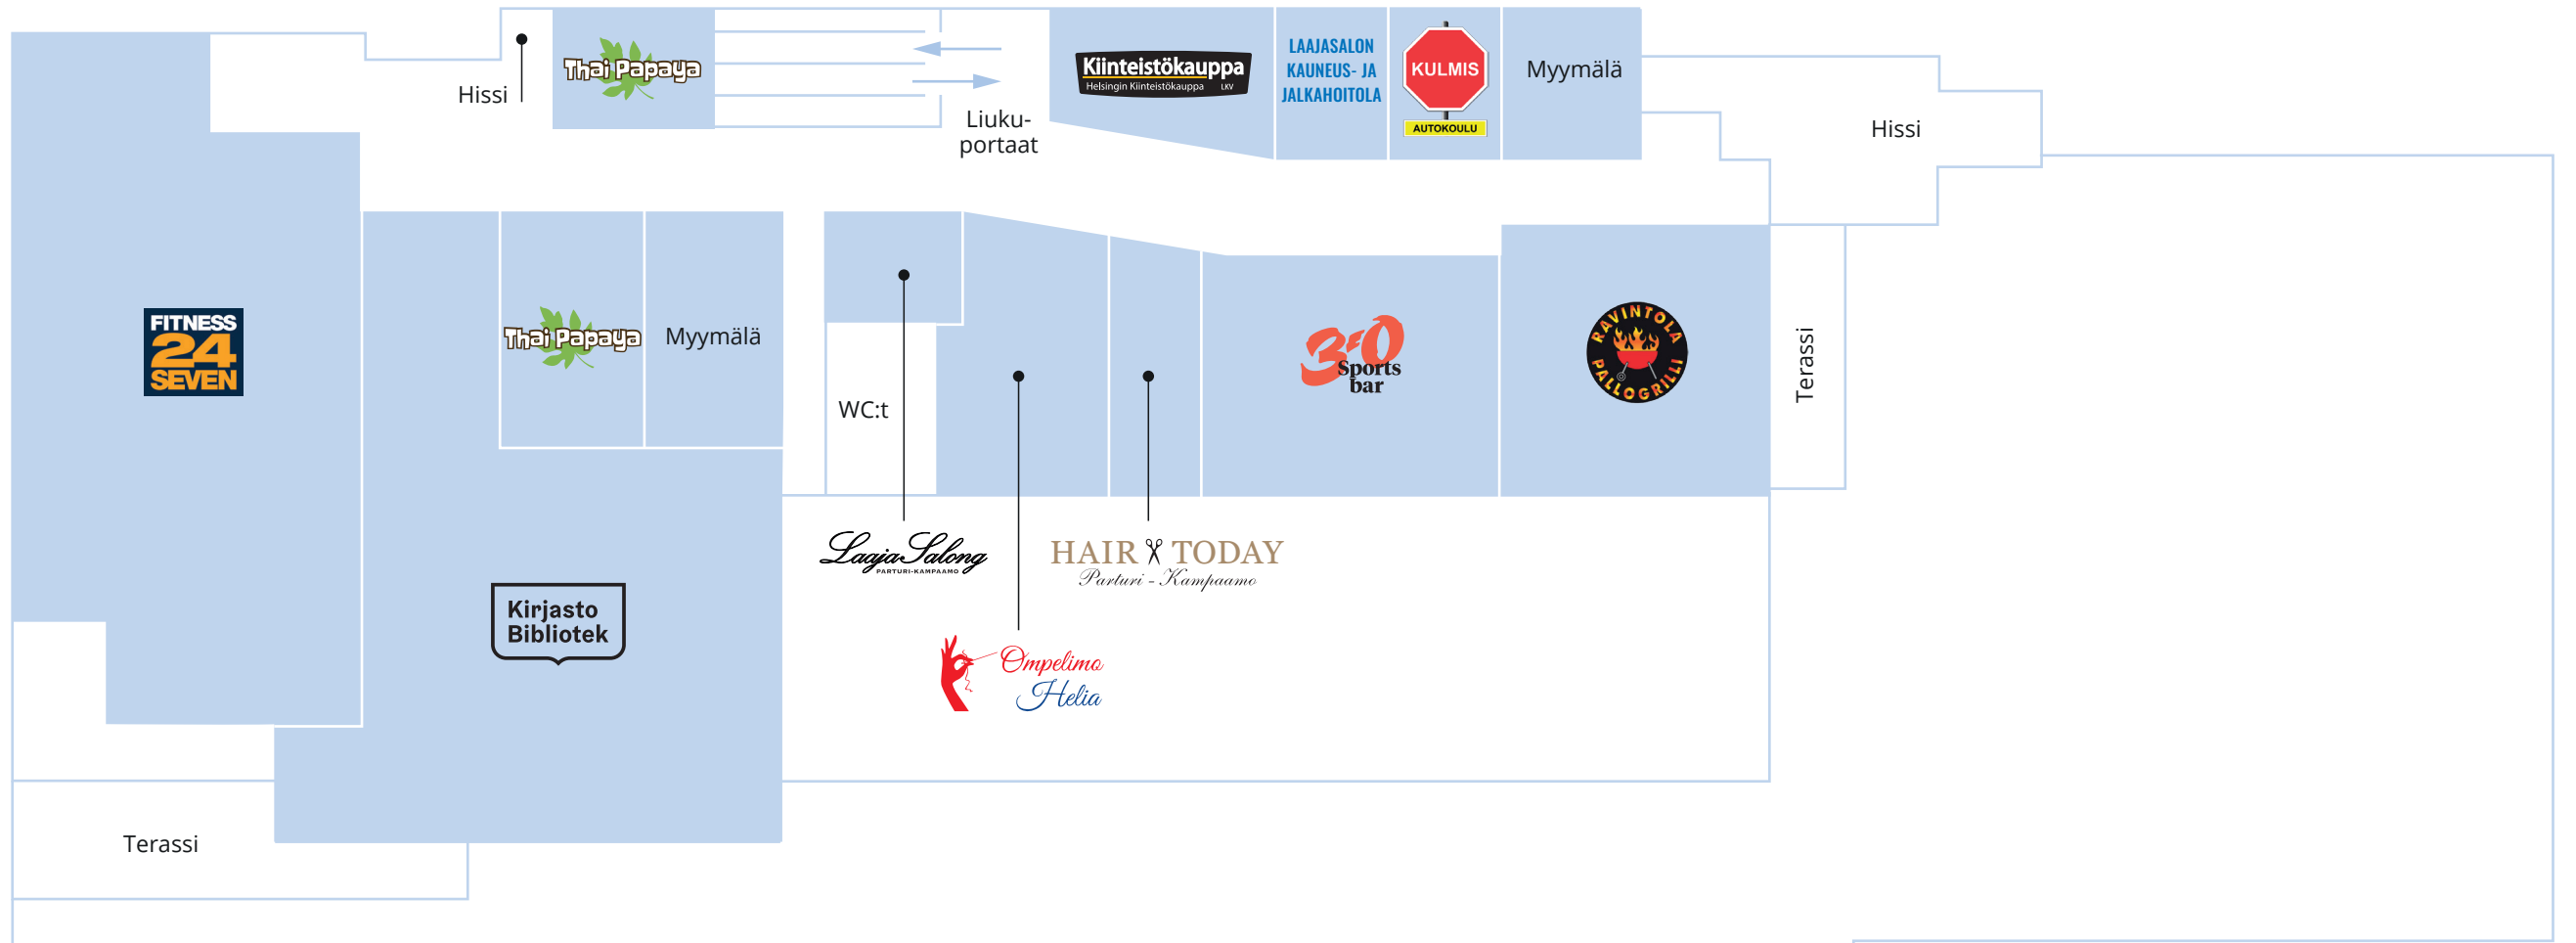 Hissi
Thai Papaya
Liuku-
portaat
Kiinteistökauppa
Helsingin Kiinteistökauppa LKV
LAAJASALON
KAUNEUS- JA
JALKAHOITOLA
KULMIS
AUTOKOULU
Myymälä
Hissi
FITNESS
24
SEVEN
Thai Papaya
Myymälä
WC:t
3=0
Sports
bar
RAVINTOLA
PALLOGRILLI
Terassi
LaajaSalong
PARTURI-KAMPAAMO
HAIR TODAY
Parturi - Kampaamo
Kirjasto
Bibliotek
Ompelimo
Helia
Terassi